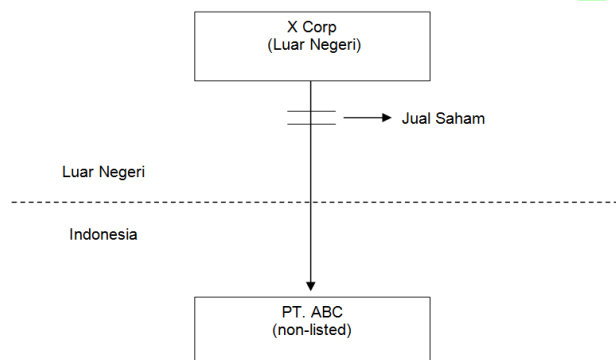 X Corp
(Luar Negeri)
Jual Saham
Luar Negeri
Indonesia
PT. ABC
(non-listed)